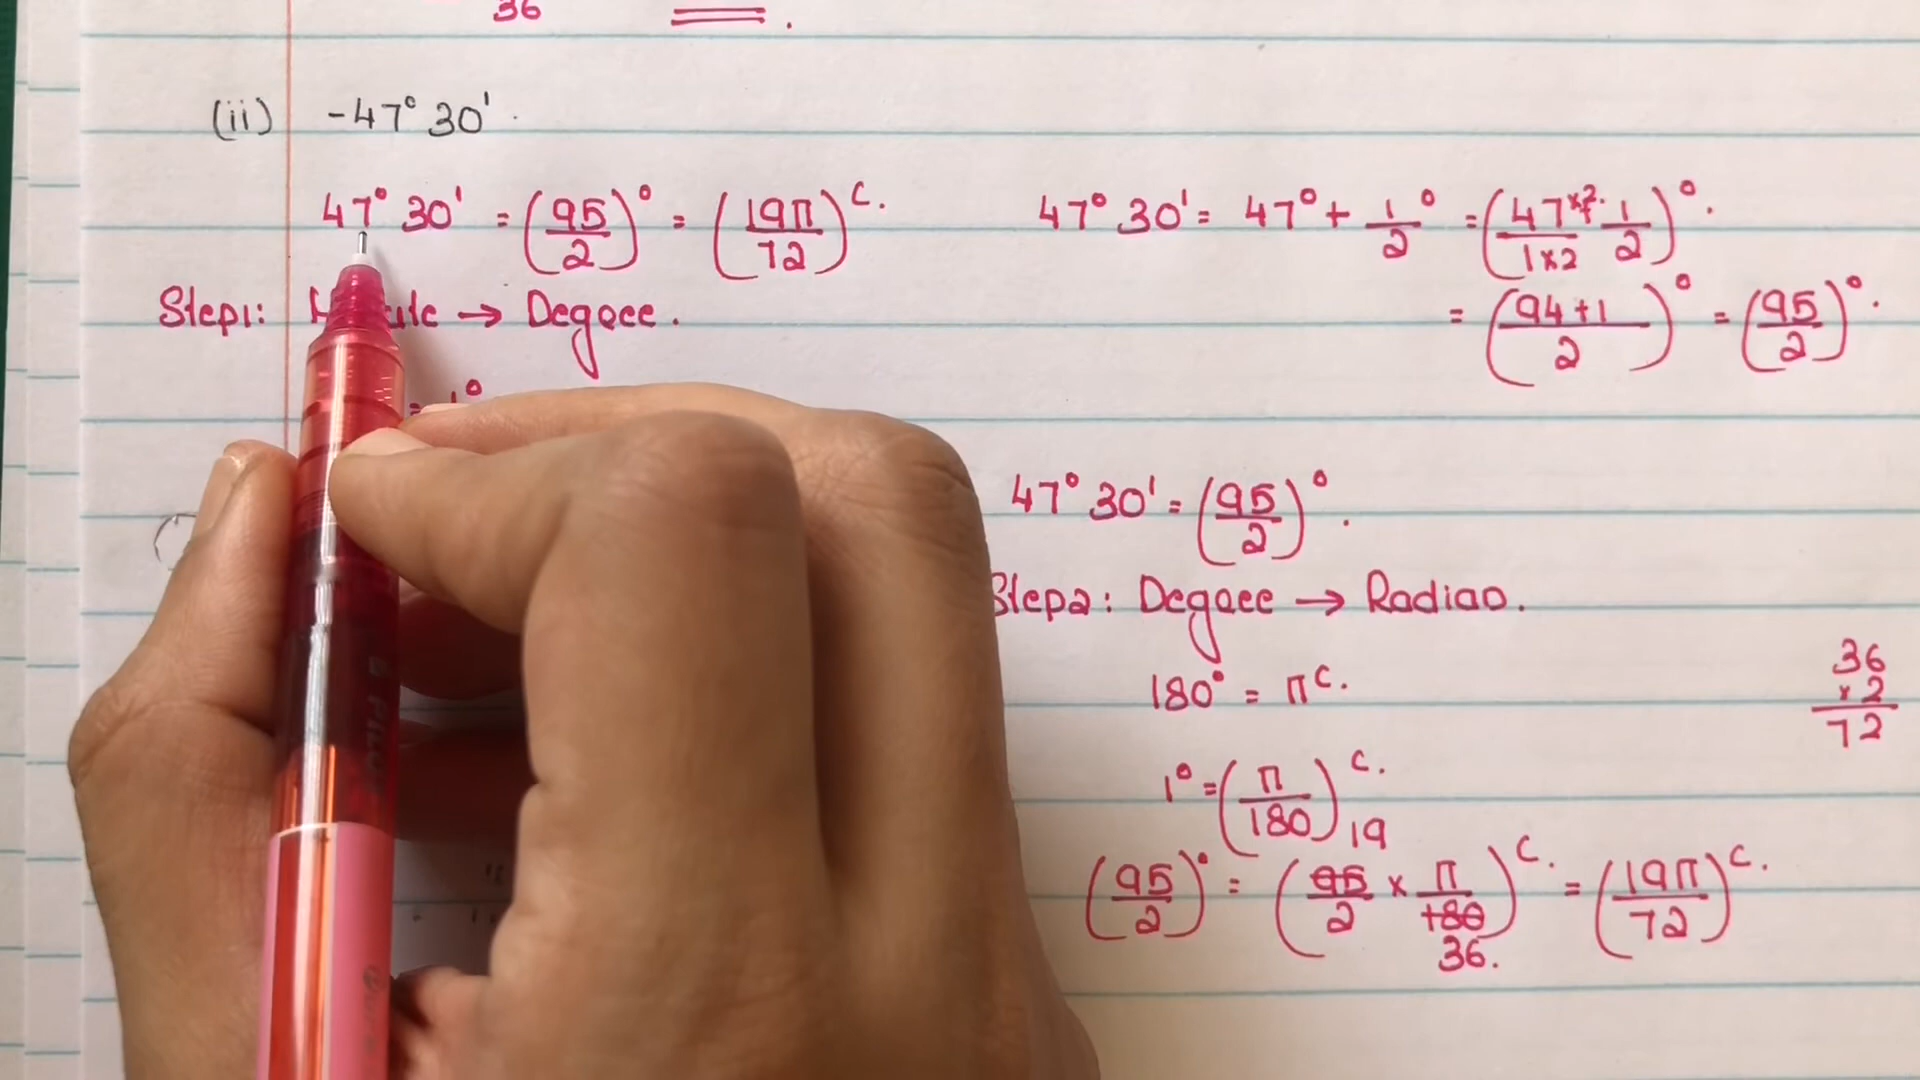 36
(ii) -47° 30'.
47° 30' = (95/2)° = (19π/72)ᶜ.
Step1: → Degree.
= 1°
47° 30' = 47° + 1/2° = (47×2/1×2 + 1/2)°.
= (94+1/2)° = (95/2)°.
47° 30' = (95/2)°.
Step2: Degree → Radian.
180° = πᶜ.
36
×2
72
1° = (π/180)ᶜ.
19
(95/2)° = (95/2 × π/180)ᶜ. = (19π/72)ᶜ.
36.